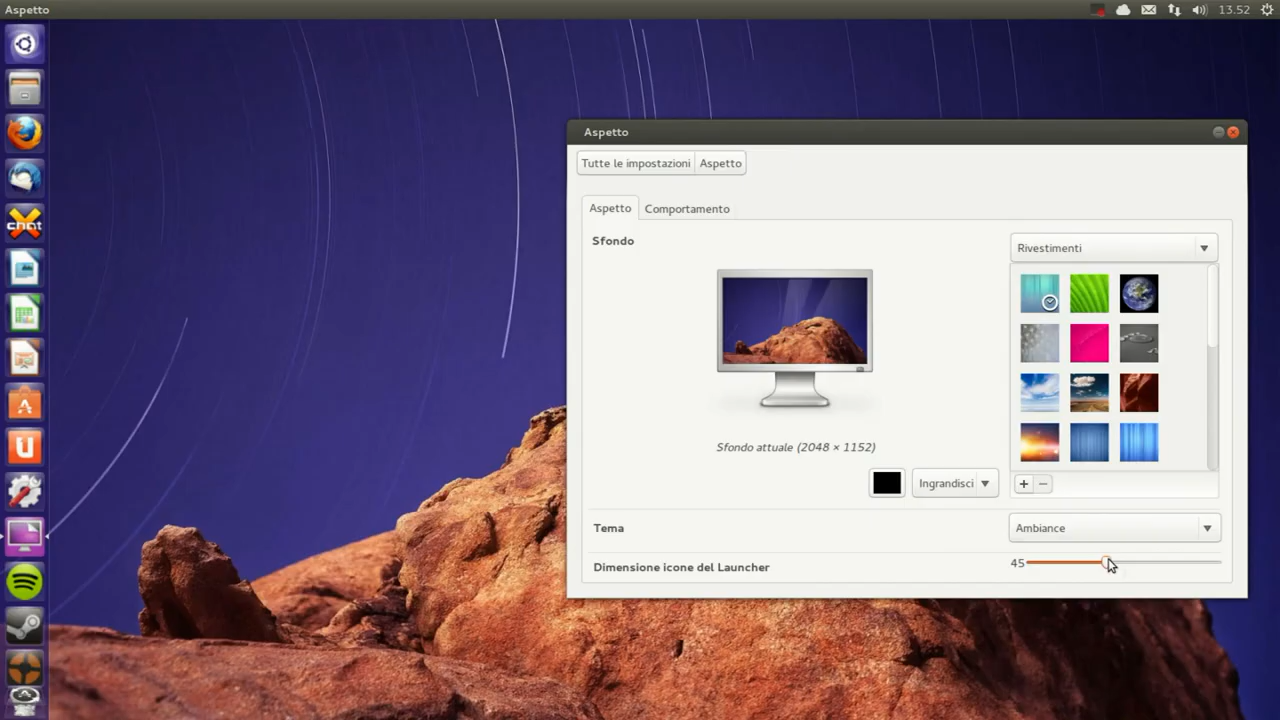 Aspetto
13.52
chat
Aspetto
Tutte le impostazioni Aspetto
Aspetto Comportamento
Sfondo
Rivestimenti
Sfondo attuale (2048 × 1152)
Ingrandisci
Tema
Ambiance
Dimensione icone del Launcher
45